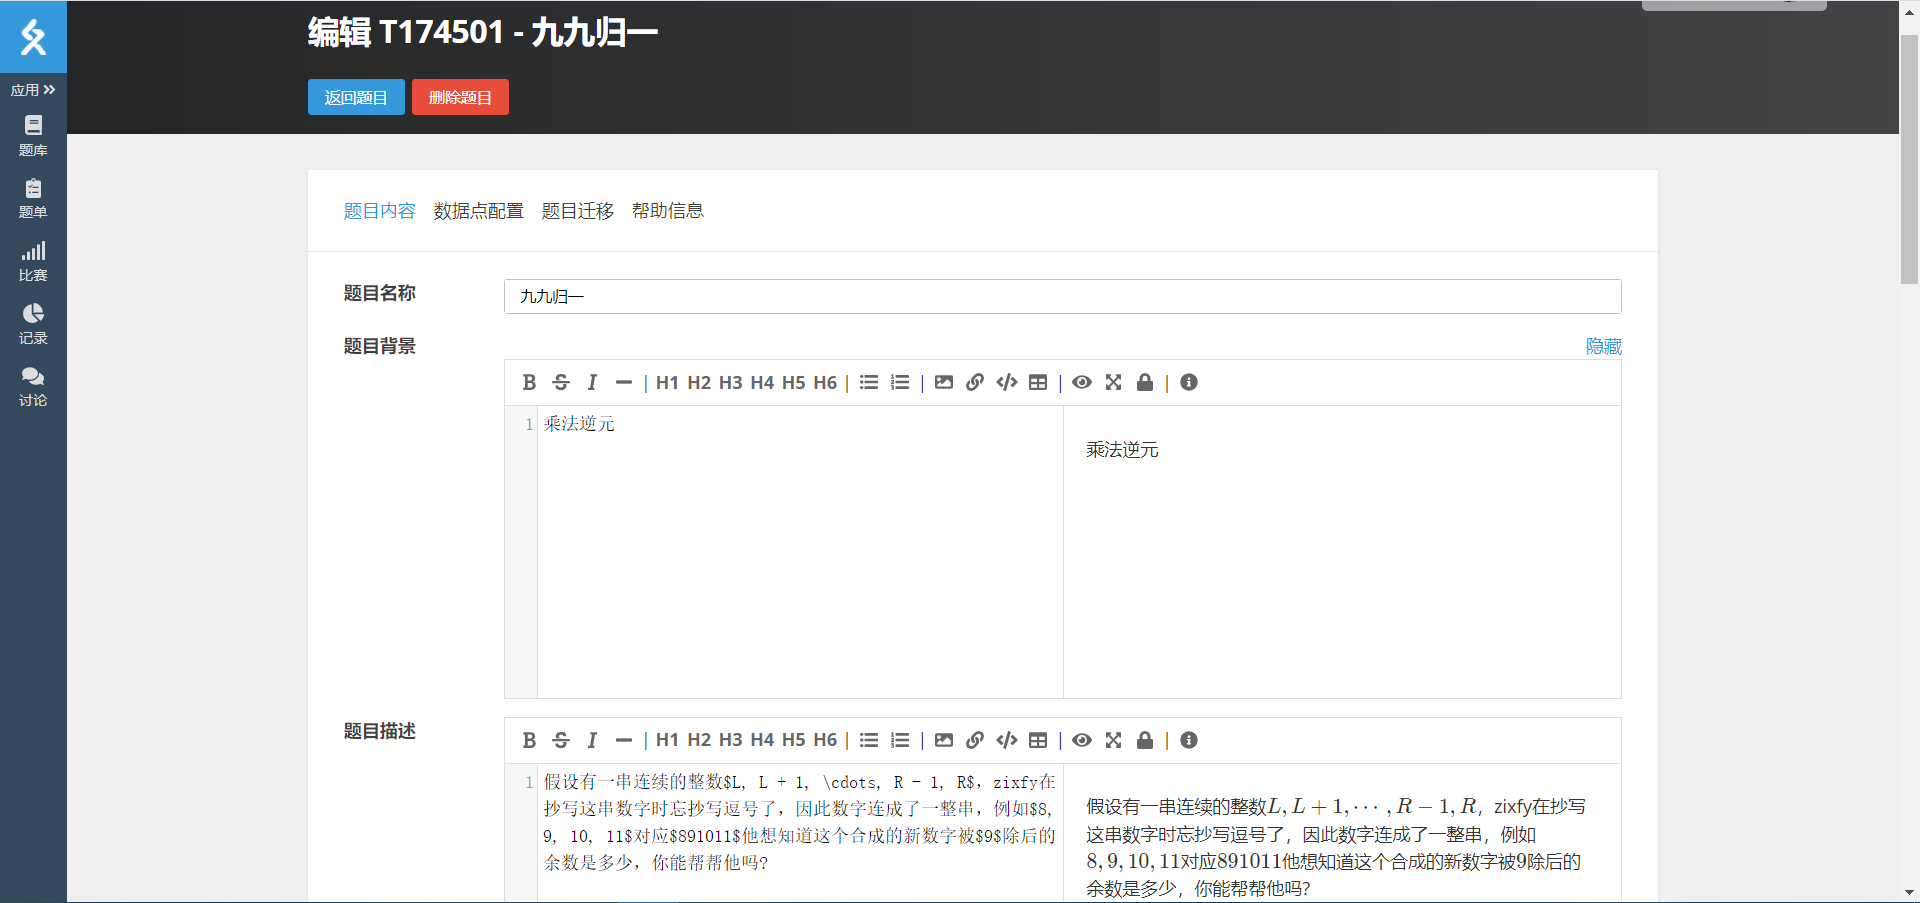 编辑 T174501 - 九九归一
返回题目 删除题目
应用
题库
题单
比赛
记录
讨论
题目内容 数据点配置 题目迁移 帮助信息
题目名称
九九归一
题目背景
隐藏
B S I | H1 H2 H3 H4 H5 H6 | | |
1 乘法逆元
乘法逆元
题目描述
B S I | H1 H2 H3 H4 H5 H6 | | |
1 假设有一串连续的整数$L, L + 1, \cdots, R - 1, R$, zixfy在
抄写这串数字时忘抄写逗号了，因此数字连成了一整串，例如$8,
9, 10, 11$对应$891011$他想知道这个合成的新数字被$9$除后的
余数是多少，你能帮帮他吗?
假设有一串连续的整数L, L + 1, ⋯ , R − 1, R，zixfy在抄写
这串数字时忘抄写逗号了，因此数字连成了一整串，例如
8, 9, 10, 11对应891011他想知道这个合成的新数字被9除后的
余数是多少，你能帮帮他吗?